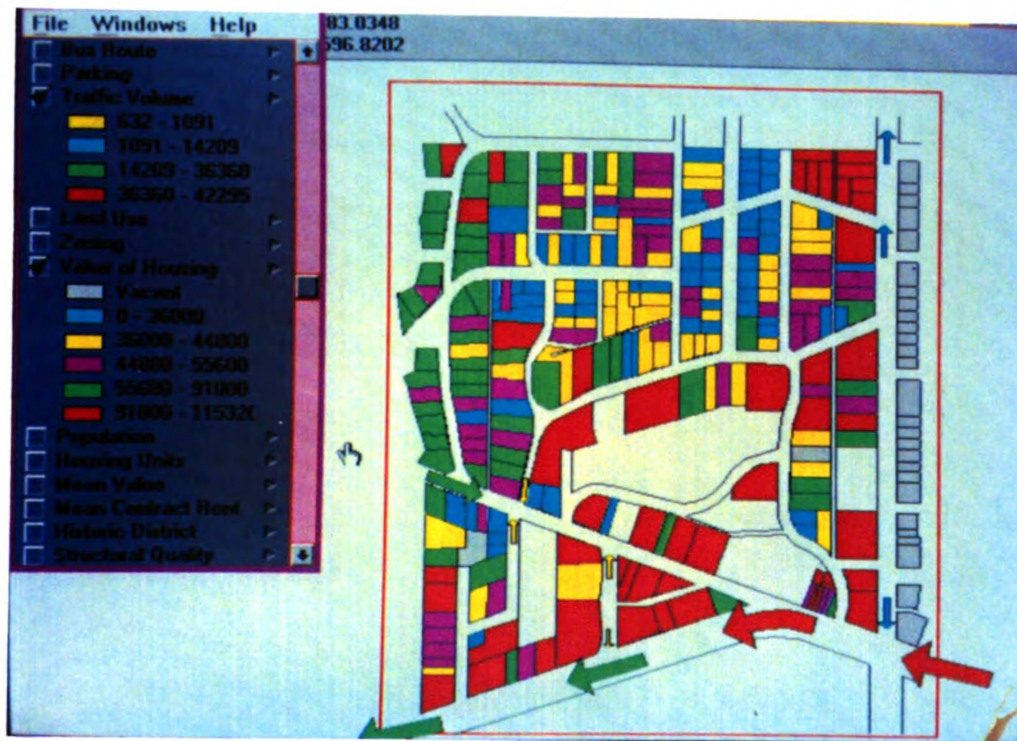 File Windows Help
83.0348
596.8202
Bus Route
Parking
Traffic Volume
632 - 1091
1091 - 14209
14209 - 36360
36360 - 42295
Land Use
Zoning
Value of Housing
Vacant
0 - 36000
36000 - 44800
44800 - 55600
55600 - 91000
91000 - 115320
Population
Housing Units
Mean Value
Mean Contract Rent
Historic District
Structural Quality